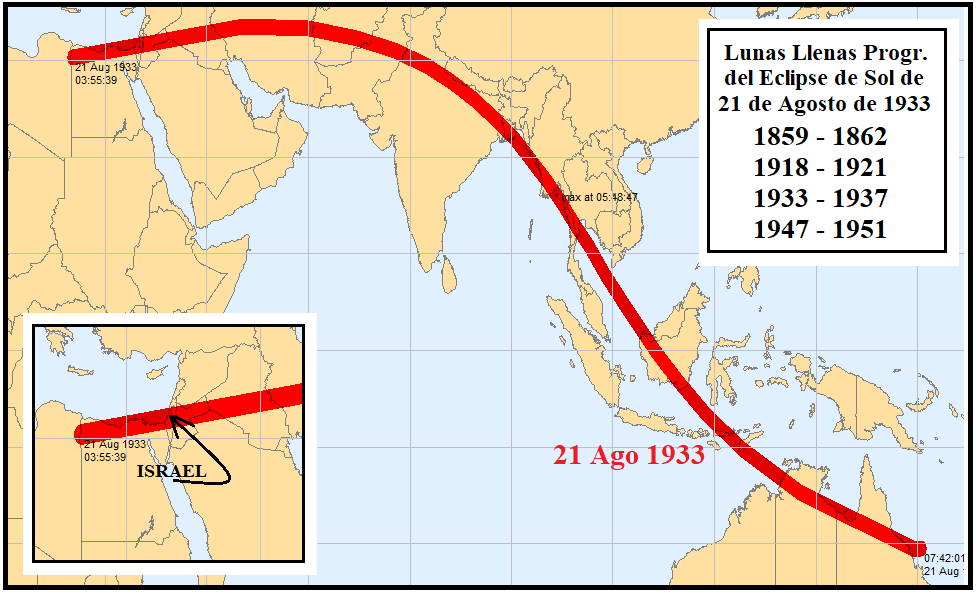 21 Aug 1933
03:55:39
Lunas Llenas Progr.
del Eclipse de Sol de
21 de Agosto de 1933
1859 - 1862
1918 - 1921
1933 - 1937
1947 - 1951
max at 05:48:47
21 Aug 1933
03:55:39
ISRAEL
21 Ago 1933
07:42:01
21 Aug